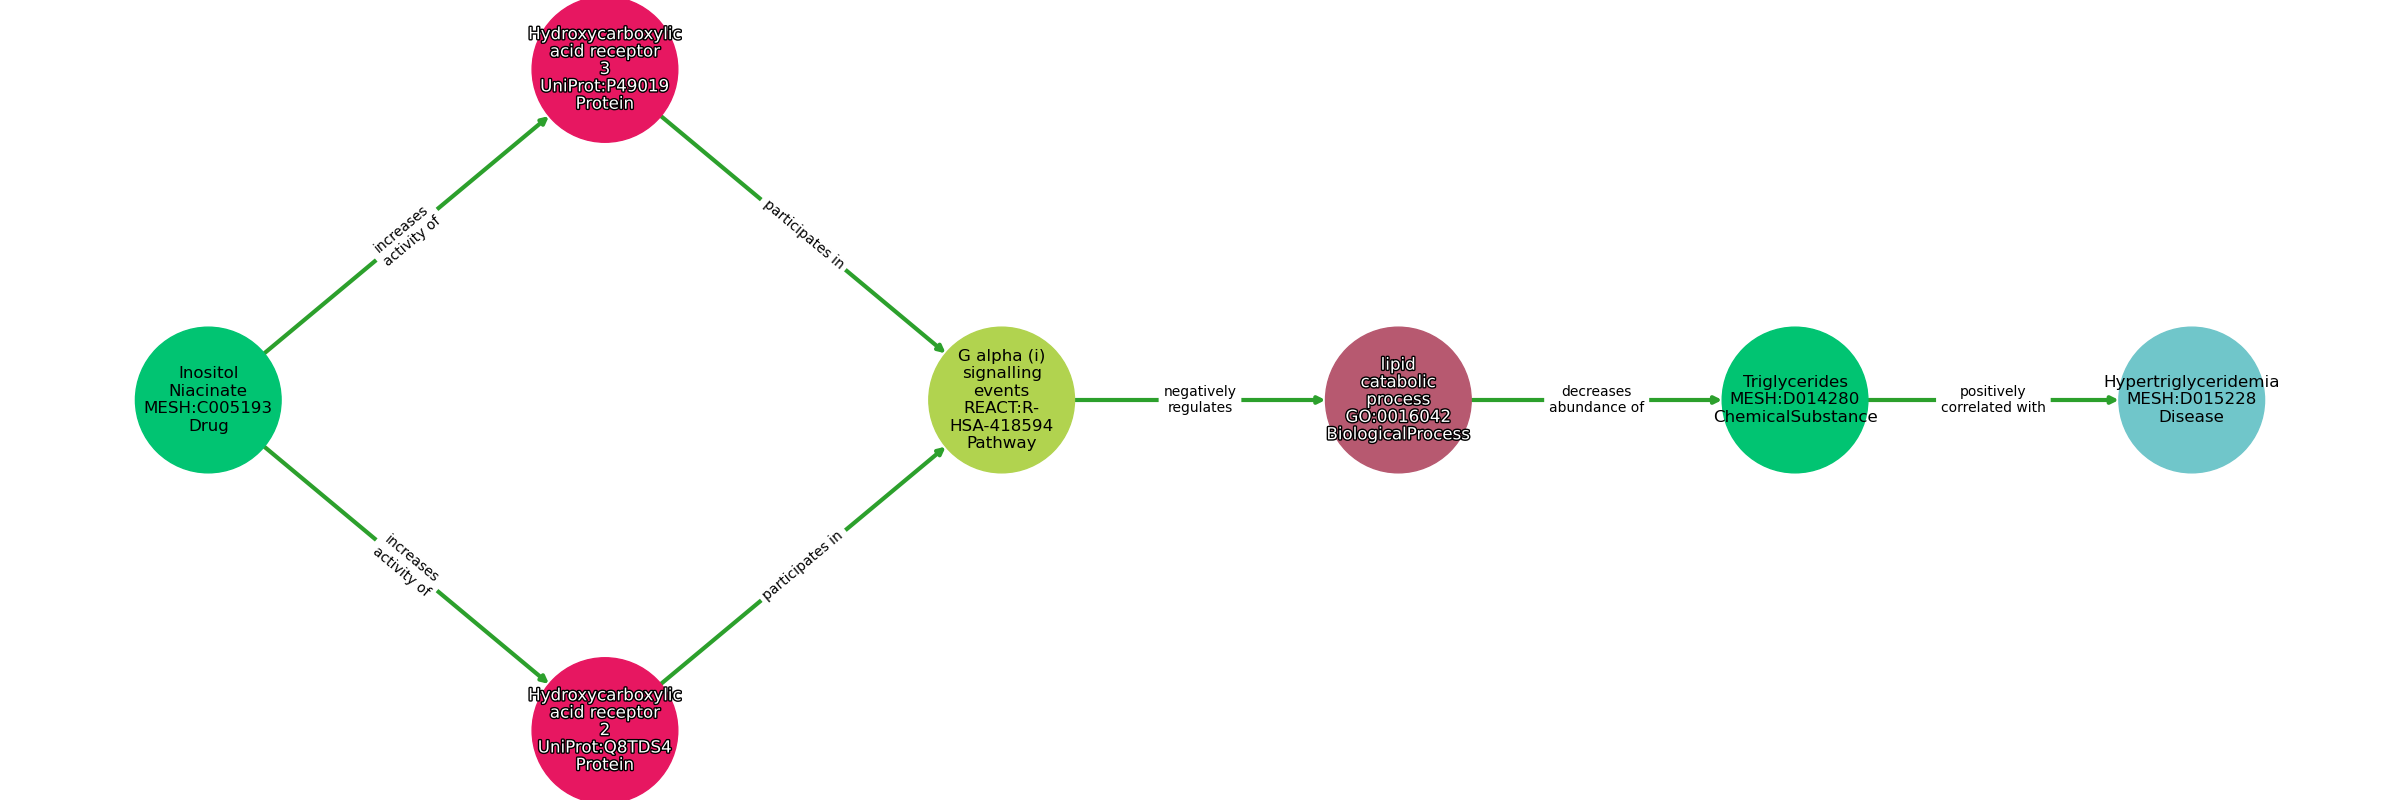 Hydroxycarboxylic
acid receptor
3
UniProt:P49019
Protein
increases
activity of
participates in
Inositol
Niacinate
MESH:C005193
Drug
G alpha (i)
signalling
events
REACT:R-
HSA-418594
Pathway
negatively
regulates
lipid
catabolic
process
GO:0016042
BiologicalProcess
decreases
abundance of
Triglycerides
MESH:D014280
ChemicalSubstance
positively
correlated with
Hypertriglyceridemia
MESH:D015228
Disease
increases
activity of
participates in
Hydroxycarboxylic
acid receptor
2
UniProt:Q8TDS4
Protein